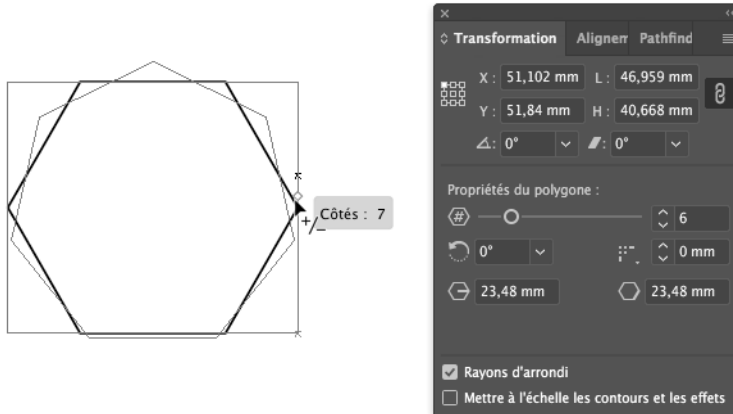 Côtés : 7
Transformation Alignem Pathfind
X : 51,102 mm L : 46,959 mm
Y : 51,84 mm H : 40,668 mm
0° 0°
Propriétés du polygone :
# 6
0° 0 mm
23,48 mm 23,48 mm
Rayons d'arrondi
Mettre à l'échelle les contours et les effets